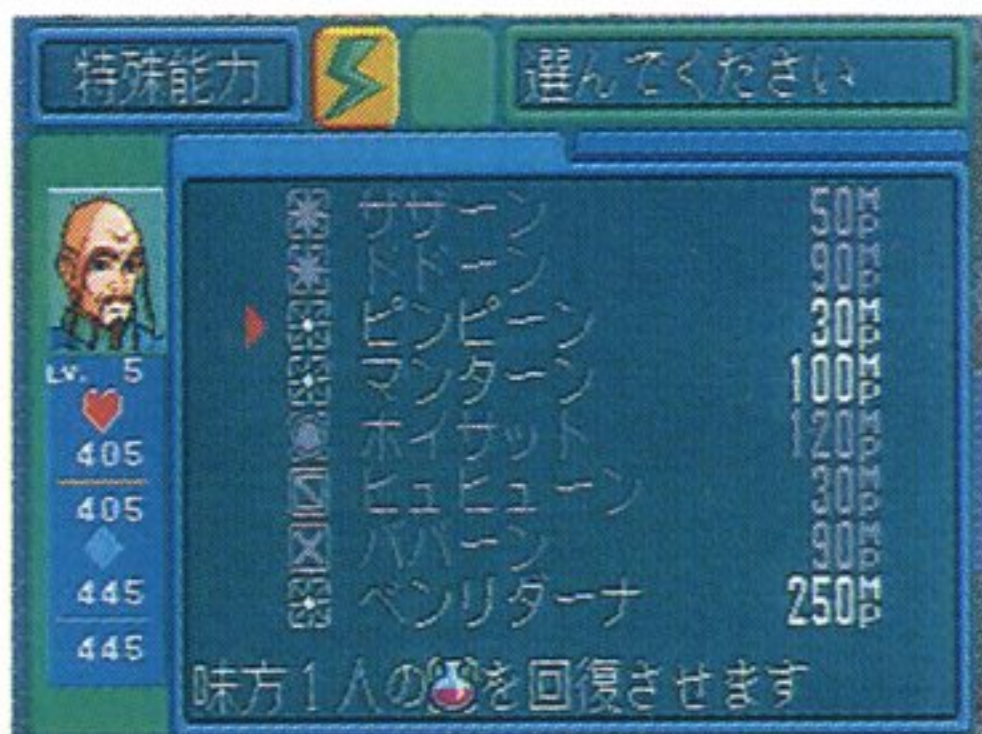 特殊能力
選んでください
サザーン 50MP
ドドーン 90MP
ピンピーン 30MP
マンターン 100MP
ホイサット 120MP
ヒュヒューン 30MP
ババーン 90MP
ベンリダーナ 250MP
LV. 5
405
405
445
445
味方1人のを回復させます